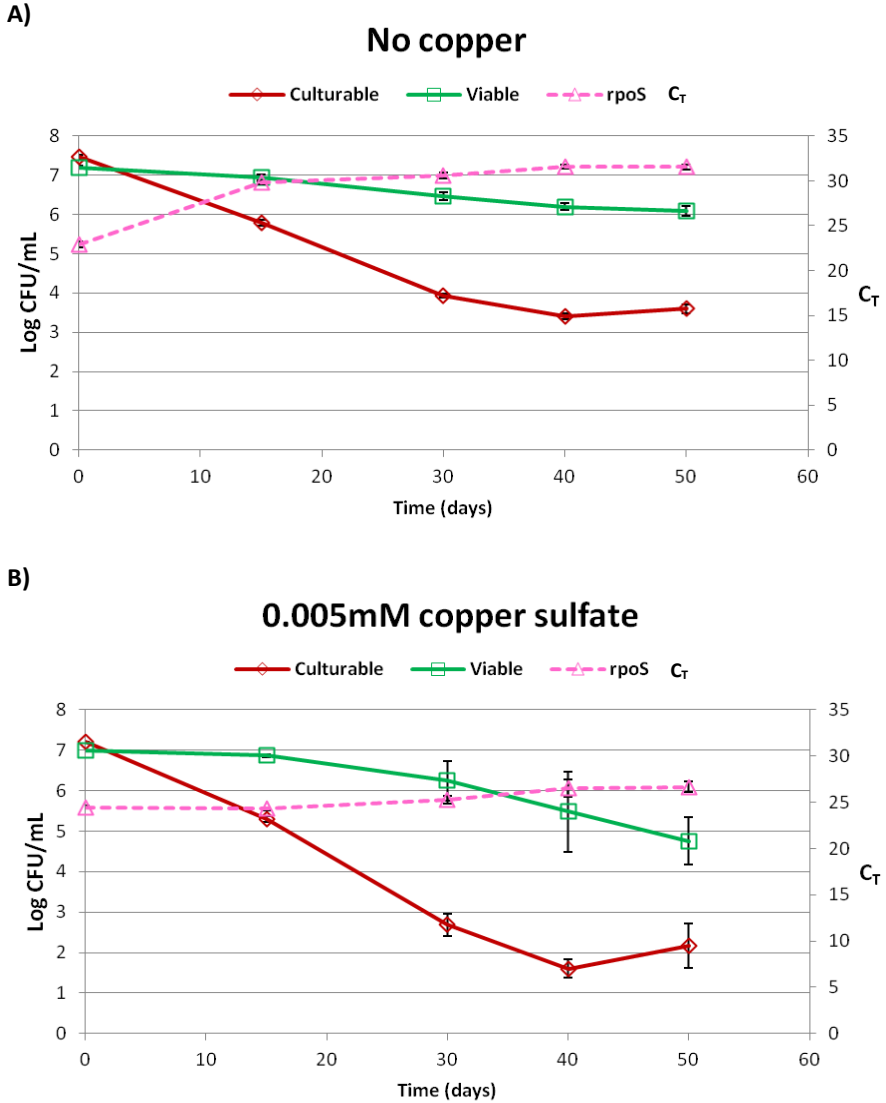 A)
No copper
Culturable Viable rpoS C_T
8 35
7 30
6 25
5 20
4 15
3 10
2 5
1 0
0
Log CFU/mL
C_T
0 10 20 30 40 50 60
Time (days)
B)
0.005mM copper sulfate
Culturable Viable rpoS C_T
8 35
7 30
6 25
5 20
4 15
3 10
2 5
1 0
0
Log CFU/mL
C_T
0 10 20 30 40 50 60
Time (days)